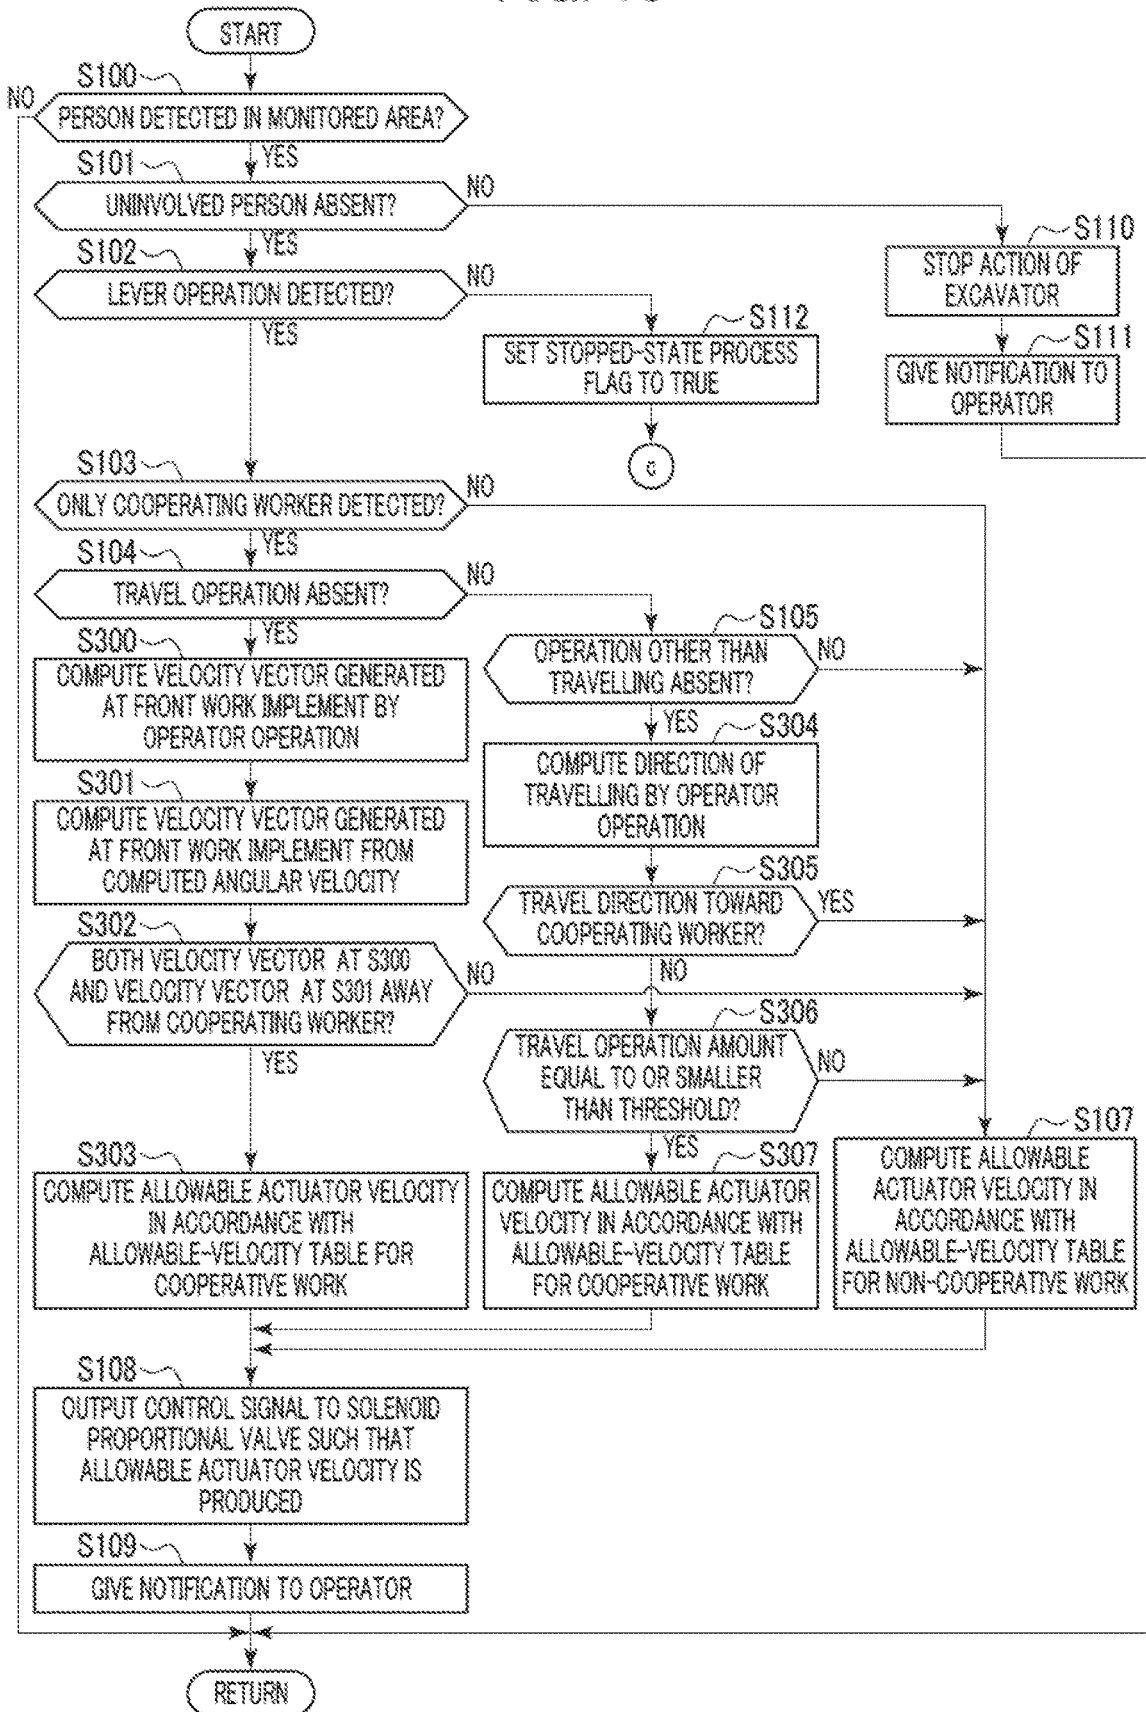 START
S100
NO
PERSON DETECTED IN MONITORED AREA?
YES
S101
UNINVOLVED PERSON ABSENT?
NO
YES
S110
STOP ACTION OF
EXCAVATOR
S111
GIVE NOTIFICATION TO
OPERATOR
S102
LEVER OPERATION DETECTED?
NO
YES
S112
SET STOPPED-STATE PROCESS
FLAG TO TRUE
S103
ONLY COOPERATING WORKER DETECTED?
NO
YES
S104
TRAVEL OPERATION ABSENT?
NO
YES
S105
OPERATION OTHER THAN
TRAVELLING ABSENT?
NO
YES
S300
COMPUTE VELOCITY VECTOR GENERATED
AT FRONT WORK IMPLEMENT BY
OPERATOR OPERATION
S304
COMPUTE DIRECTION OF
TRAVELLING BY OPERATOR
OPERATION
S301
COMPUTE VELOCITY VECTOR GENERATED
AT FRONT WORK IMPLEMENT FROM
COMPUTED ANGULAR VELOCITY
S305
TRAVEL DIRECTION TOWARD
COOPERATING WORKER?
YES
NO
S302
BOTH VELOCITY VECTOR AT S300
AND VELOCITY VECTOR AT S301 AWAY
FROM COOPERATING WORKER?
NO
YES
S306
TRAVEL OPERATION AMOUNT
EQUAL TO OR SMALLER
THAN THRESHOLD?
NO
YES
S303
COMPUTE ALLOWABLE ACTUATOR VELOCITY
IN ACCORDANCE WITH
ALLOWABLE-VELOCITY TABLE FOR
COOPERATIVE WORK
S307
COMPUTE ALLOWABLE ACTUATOR
VELOCITY IN ACCORDANCE WITH
ALLOWABLE-VELOCITY TABLE
FOR COOPERATIVE WORK
S107
COMPUTE ALLOWABLE
ACTUATOR VELOCITY IN
ACCORDANCE WITH
ALLOWABLE-VELOCITY TABLE
FOR NON-COOPERATIVE WORK
S108
OUTPUT CONTROL SIGNAL TO SOLENOID
PROPORTIONAL VALVE SUCH THAT
ALLOWABLE ACTUATOR VELOCITY IS
PRODUCED
S109
GIVE NOTIFICATION TO OPERATOR
RETURN